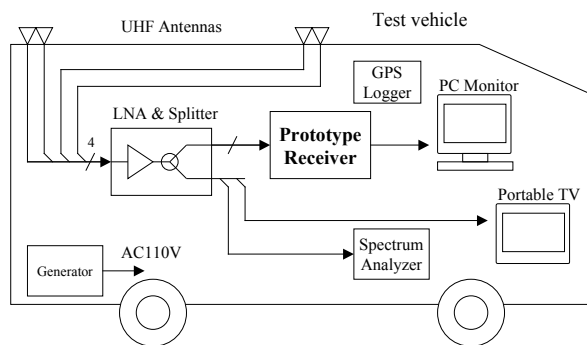 UHF Antennas
Test vehicle
GPS
Logger
PC Monitor
LNA & Splitter
4
Prototype
Receiver
Portable TV
AC110V
Generator
Spectrum
Analyzer